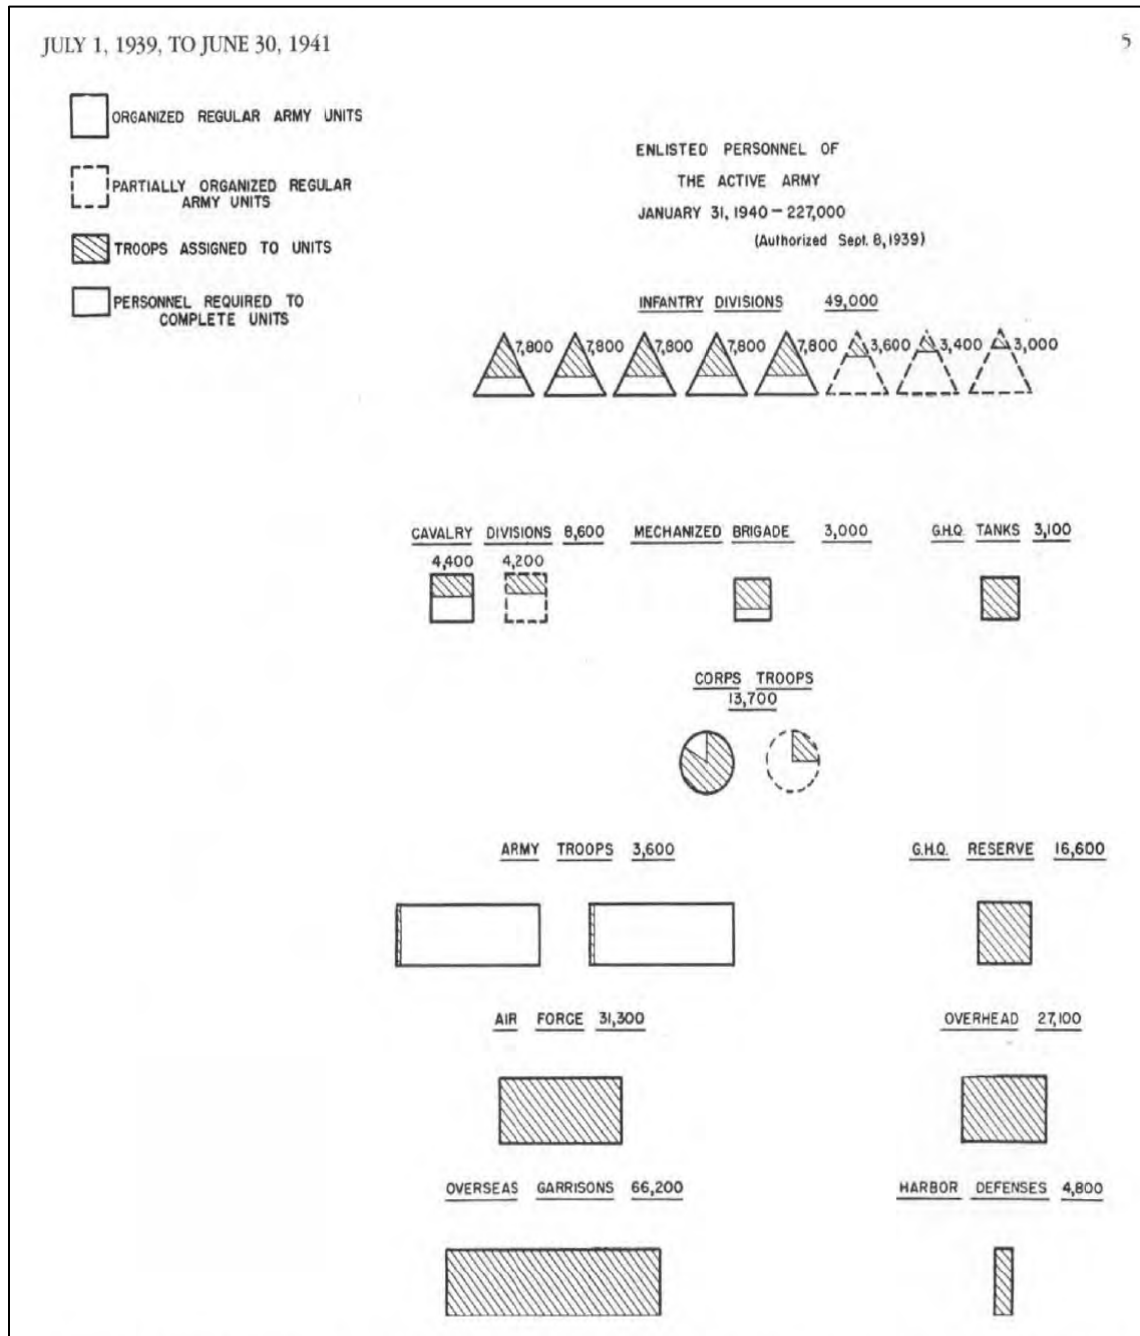 JULY 1, 1939, TO JUNE 30, 1941
5
ORGANIZED REGULAR ARMY UNITS
PARTIALLY ORGANIZED REGULAR
ARMY UNITS
TROOPS ASSIGNED TO UNITS
PERSONNEL REQUIRED TO
COMPLETE UNITS
ENLISTED PERSONNEL OF
THE ACTIVE ARMY
JANUARY 31, 1940 – 227,000
(Authorized Sept. 8, 1939)
INFANTRY DIVISIONS 49,000
7,800 7,800 7,800 7,800 7,800 3,600 3,400 3,000
CAVALRY DIVISIONS 8,600 MECHANIZED BRIGADE 3,000 G.H.Q. TANKS 3,100
4,400 4,200
CORPS TROOPS
13,700
ARMY TROOPS 3,600 G.H.Q. RESERVE 16,600
AIR FORCE 31,300 OVERHEAD 27,100
OVERSEAS GARRISONS 66,200 HARBOR DEFENSES 4,800